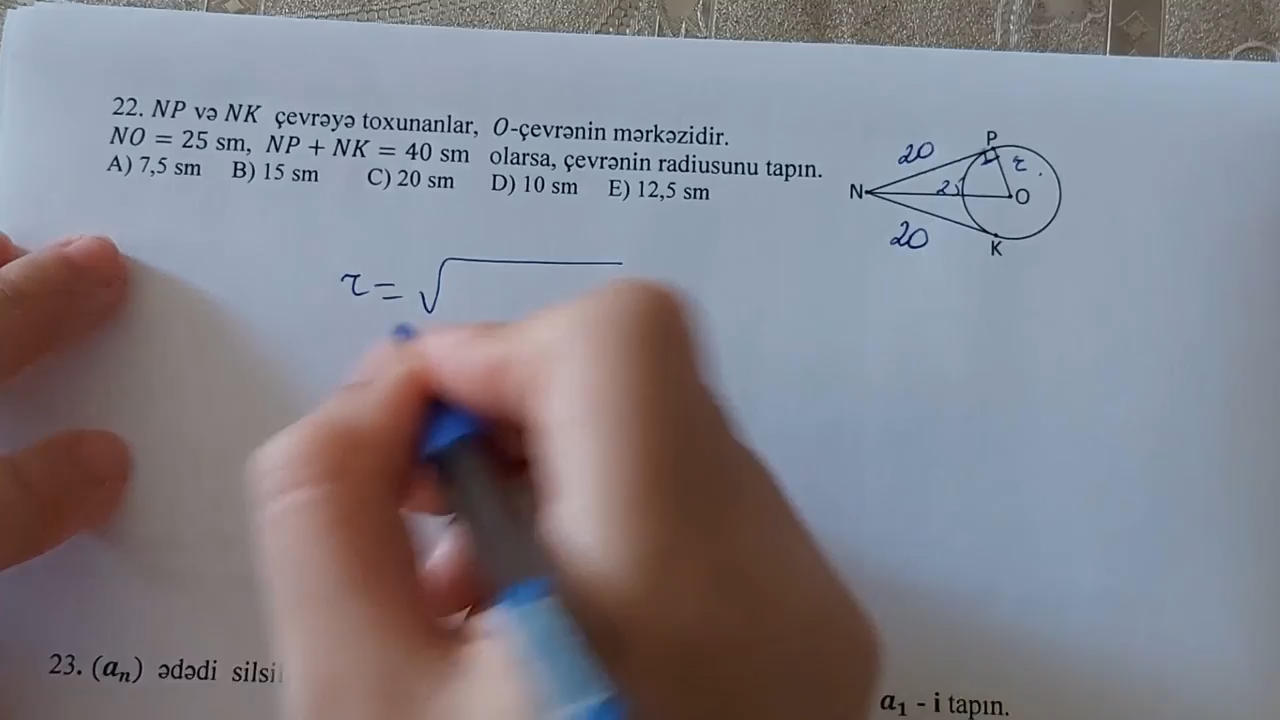 22. NP və NK çevrəyə toxunanlar, O-çevrənin mərkəzidir.
NO = 25 sm, NP + NK = 40 sm olarsa, çevrənin radiusunu tapın.
A) 7,5 sm B) 15 sm C) 20 sm D) 10 sm E) 12,5 sm
P
20 r
N 25 O
20
K
r = √
23. (aₙ) ədədi silsi
a₁ - i tapın.